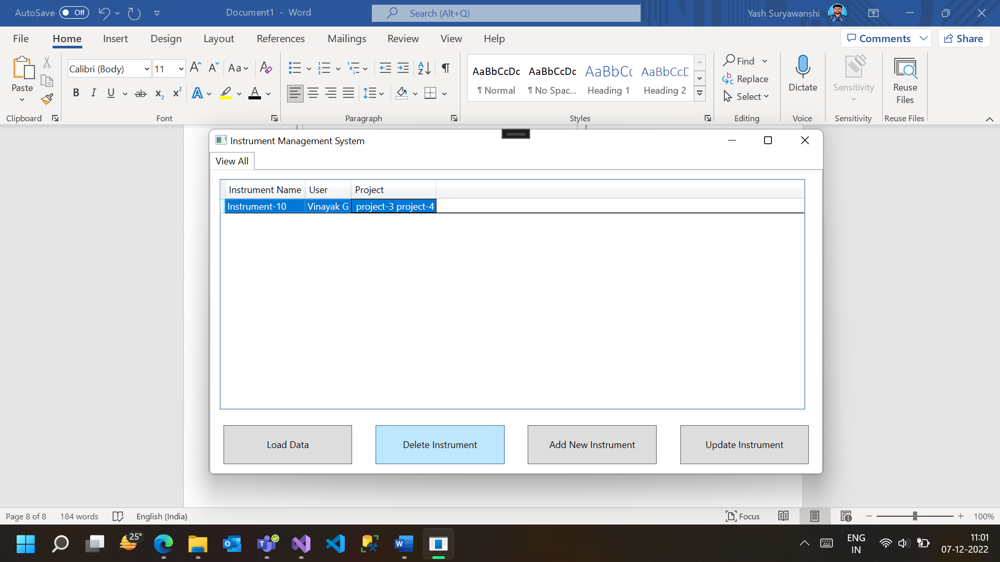 AutoSave Off Document1 - Word Search (Alt+Q) Yash Suryawanshi
File Home Insert Design Layout References Mailings Review View Help Comments Share
Calibri (Body) 11 Aa
Paste
B I U ab x2 x2 A A
AaBbCcDc AaBbCcDc AaBbCc AaBbCcD
¶ Normal ¶ No Spac... Heading 1 Heading 2
Find
Replace
Select
Dictate
Sensitivity
Reuse
Files
Clipboard Font Paragraph Styles Editing Voice Sensitivity Reuse Files
Instrument Management System
View All
Instrument Name User Project
Instrument-10 Vinayak G project-3 project-4
Load Data Delete Instrument Add New Instrument Update Instrument
Page 8 of 8 184 words English (India) Focus 100%
25°
ENG
IN
11:01
07-12-2022